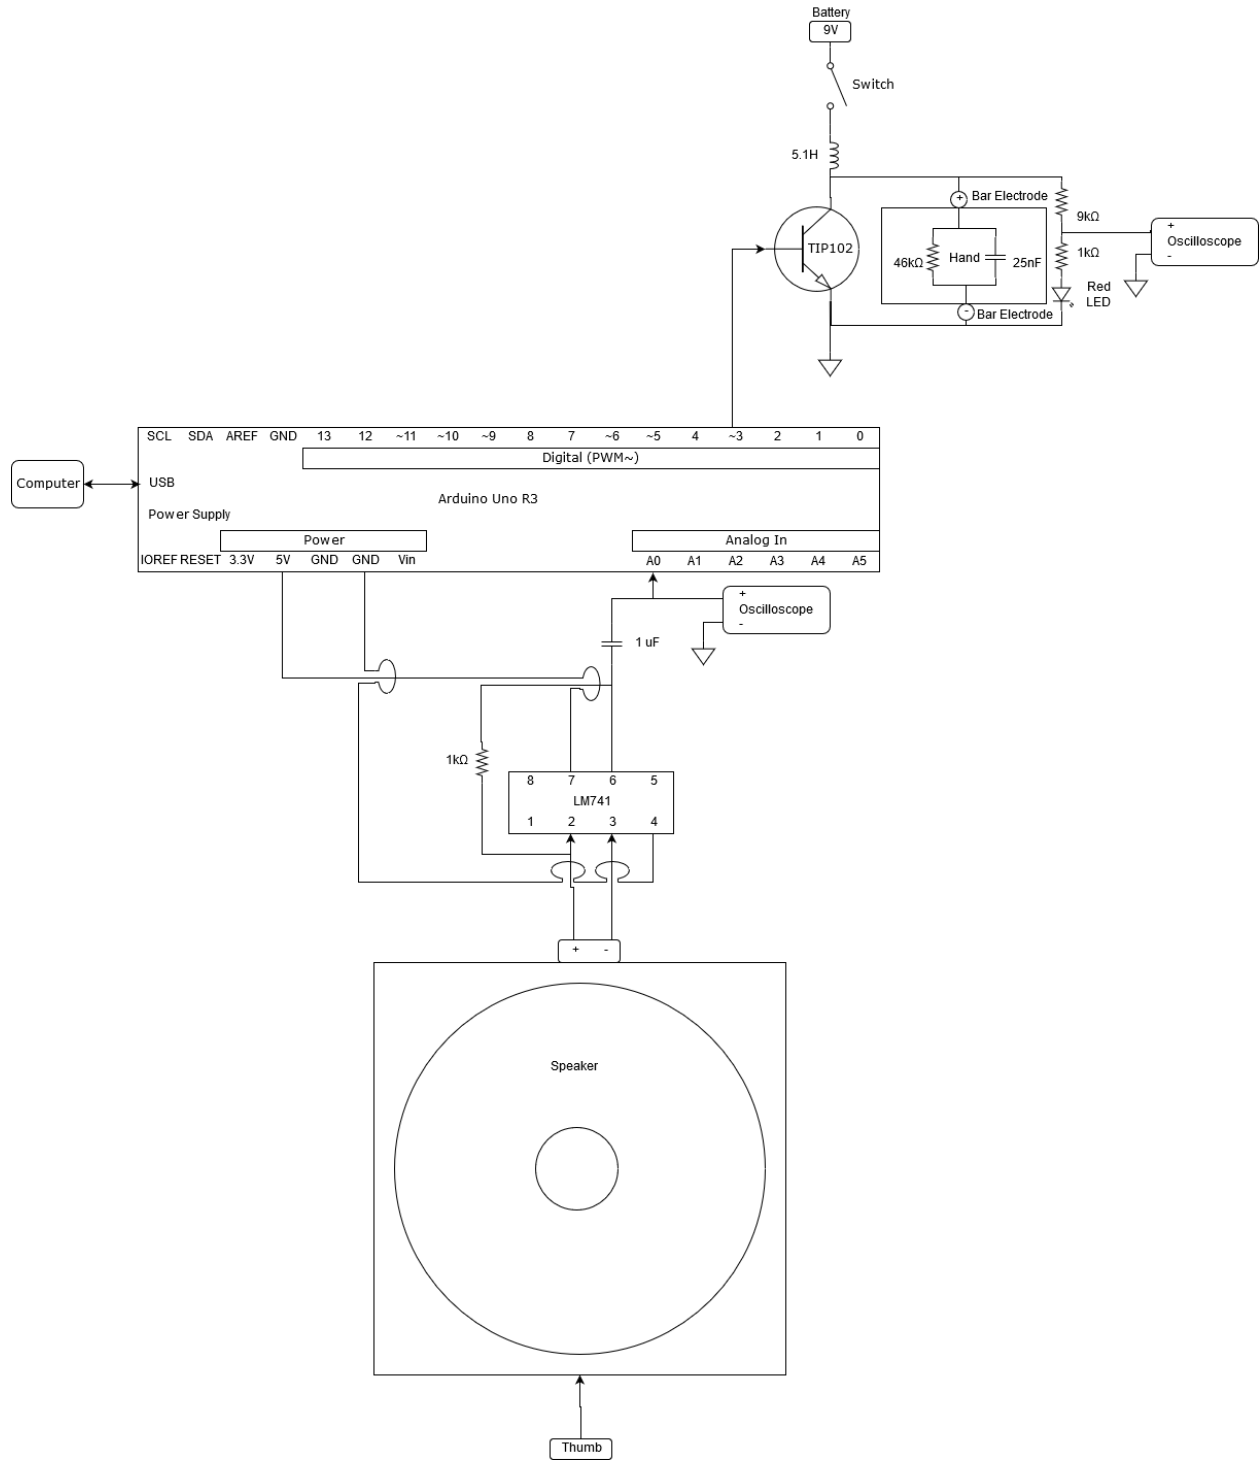 Battery
9V
Switch
5.1H
+ Bar Electrode
9kΩ
TIP102
46kΩ Hand 25nF
1kΩ
+
Oscilloscope
-
Red
LED
- Bar Electrode
SCL SDA AREF GND 13 12 ~11 ~10 ~9 8 7 ~6 ~5 4 ~3 2 1 0
Digital (PWM~)
Computer
USB
Arduino Uno R3
Power Supply
Power
Analog In
IOREF RESET 3.3V 5V GND GND Vin
A0 A1 A2 A3 A4 A5
+
Oscilloscope
-
1 uF
1kΩ
8 7 6 5
LM741
1 2 3 4
+ -
Speaker
Thumb